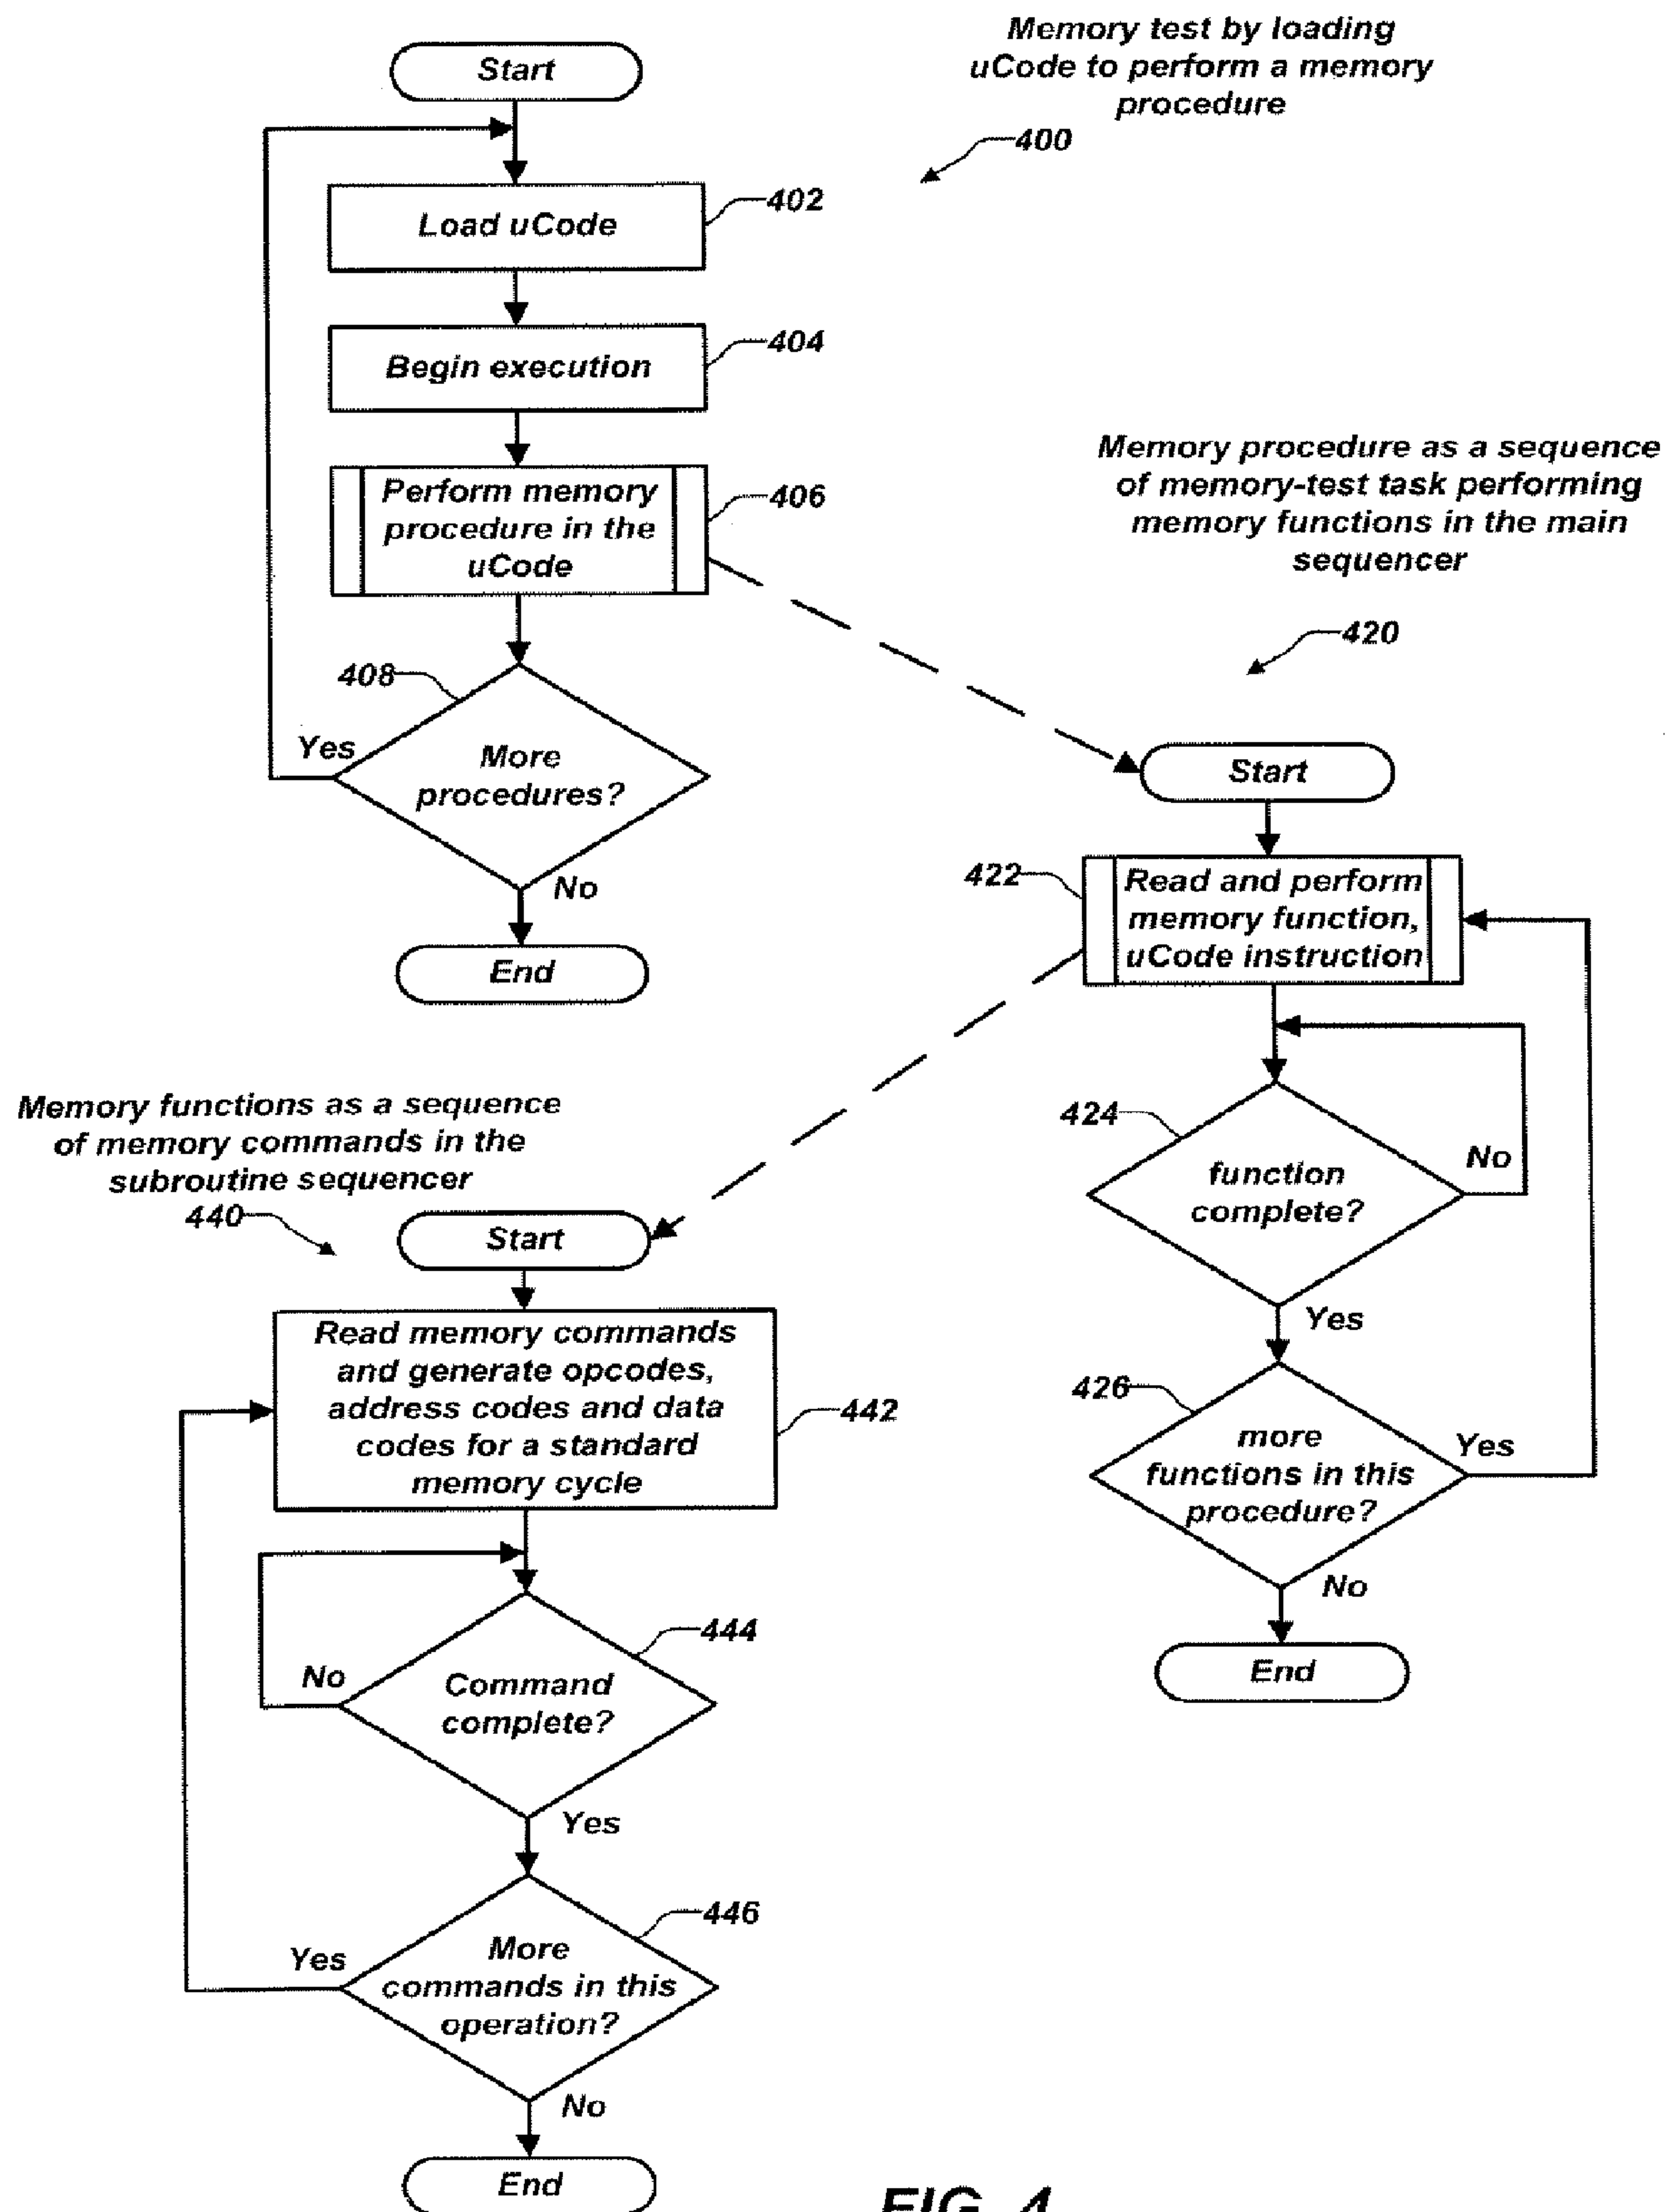 Memory test by loading
uCode to perform a memory
procedure
400
Start
Load uCode
402
Begin execution
404
Perform memory
procedure in the
uCode
406
408
More
procedures?
Yes
No
End
Memory procedure as a sequence
of memory-test task performing
memory functions in the main
sequencer
420
Start
422
Read and perform
memory function,
uCode instruction
424
function
complete?
No
Yes
426
more
functions in this
procedure?
Yes
No
End
Memory functions as a sequence
of memory commands in the
subroutine sequencer
440
Start
Read memory commands
and generate opcodes,
address codes and data
codes for a standard
memory cycle
442
444
Command
complete?
No
Yes
446
More
commands in this
operation?
Yes
No
End
FIG. 4